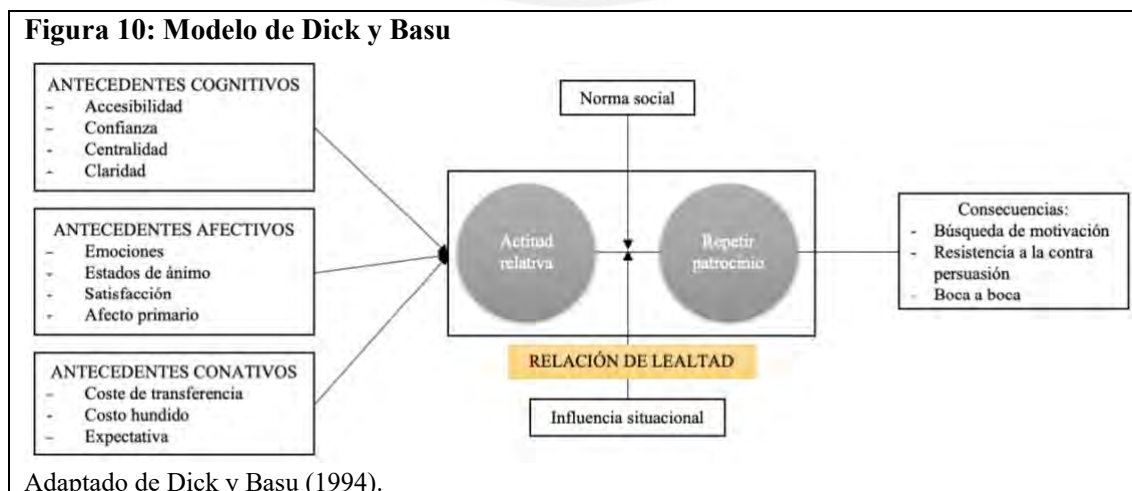 Figura 10: Modelo de Dick y Basu
ANTECEDENTES COGNITIVOS
- Accesibilidad
- Confianza
- Centralidad
- Claridad
ANTECEDENTES AFECTIVOS
- Emociones
- Estados de ánimo
- Satisfacción
- Afecto primario
ANTECEDENTES CONATIVOS
- Coste de transferencia
- Costo hundido
- Expectativa
Norma social
Actitud
relativa
Repetir
patrocinio
RELACIÓN DE LEALTAD
Influencia situacional
Consecuencias:
- Búsqueda de motivación
- Resistencia a la contra
persuasión
- Boca a boca
Adaptado de Dick y Basu (1994).